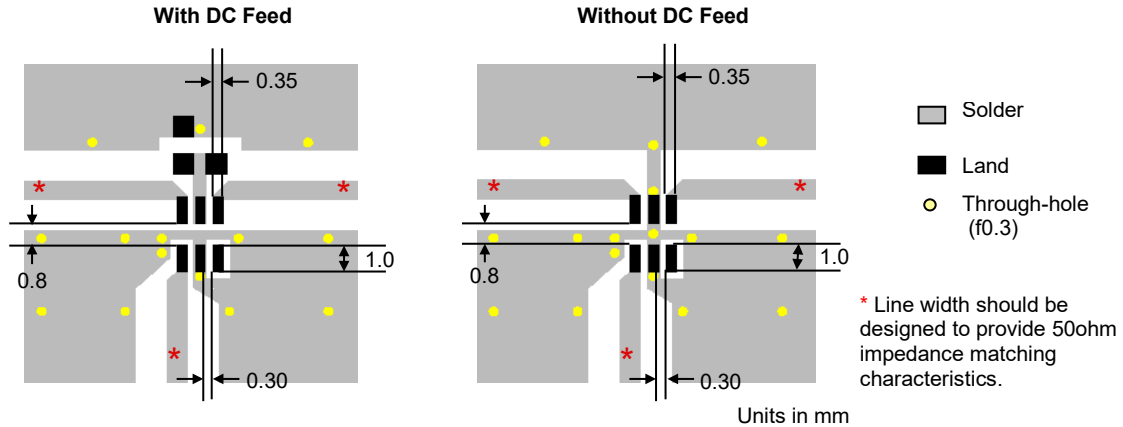 With DC Feed
Without DC Feed
0.35
0.35
Solder
Land
Through-hole
(f0.3)
*
*
*
*
0.8
1.0
0.8
1.0
* Line width should be
designed to provide 50ohm
impedance matching
characteristics.
*
*
0.30
0.30
Units in mm